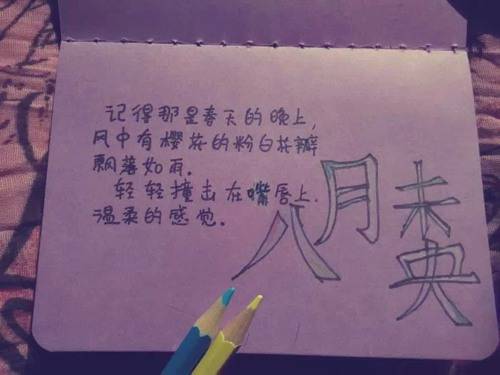 记得那是春天的晚上,
风中有樱花的粉白花瓣
飘落如雨.
轻轻撞击在嘴唇上.
温柔的感觉.
八月未央